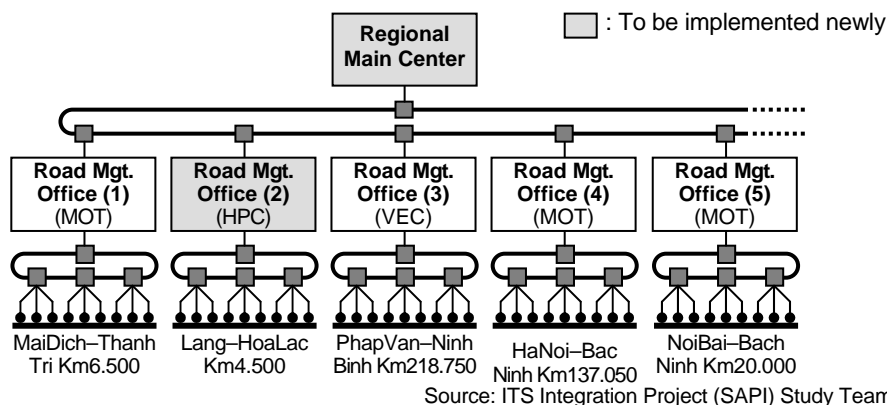 Regional
Main Center
: To be implemented newly
Road Mgt.
Office (1)
(MOT)
Road Mgt.
Office (2)
(HPC)
Road Mgt.
Office (3)
(VEC)
Road Mgt.
Office (4)
(MOT)
Road Mgt.
Office (5)
(MOT)
MaiDich–Thanh
Tri Km6.500
Lang–HoaLac
Km4.500
PhapVan–Ninh
Binh Km218.750
HaNoi–Bac
Ninh Km137.050
NoiBai–Bach
Ninh Km20.000
Source: ITS Integration Project (SAPI) Study Team